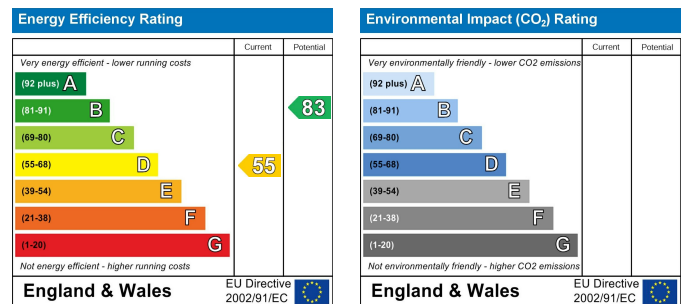 Energy Efficiency Rating
Current Potential
Very energy efficient - lower running costs
(92 plus) A
(81-91) B
83
(69-80) C
(55-68) D
55
(39-54) E
(21-38) F
(1-20) G
Not energy efficient - higher running costs
England & Wales
EU Directive
2002/91/EC
Environmental Impact (CO2) Rating
Current Potential
Very environmentally friendly - lower CO2 emissions
(92 plus) A
(81-91) B
(69-80) C
(55-68) D
(39-54) E
(21-38) F
(1-20) G
Not environmentally friendly - higher CO2 emissions
England & Wales
EU Directive
2002/91/EC